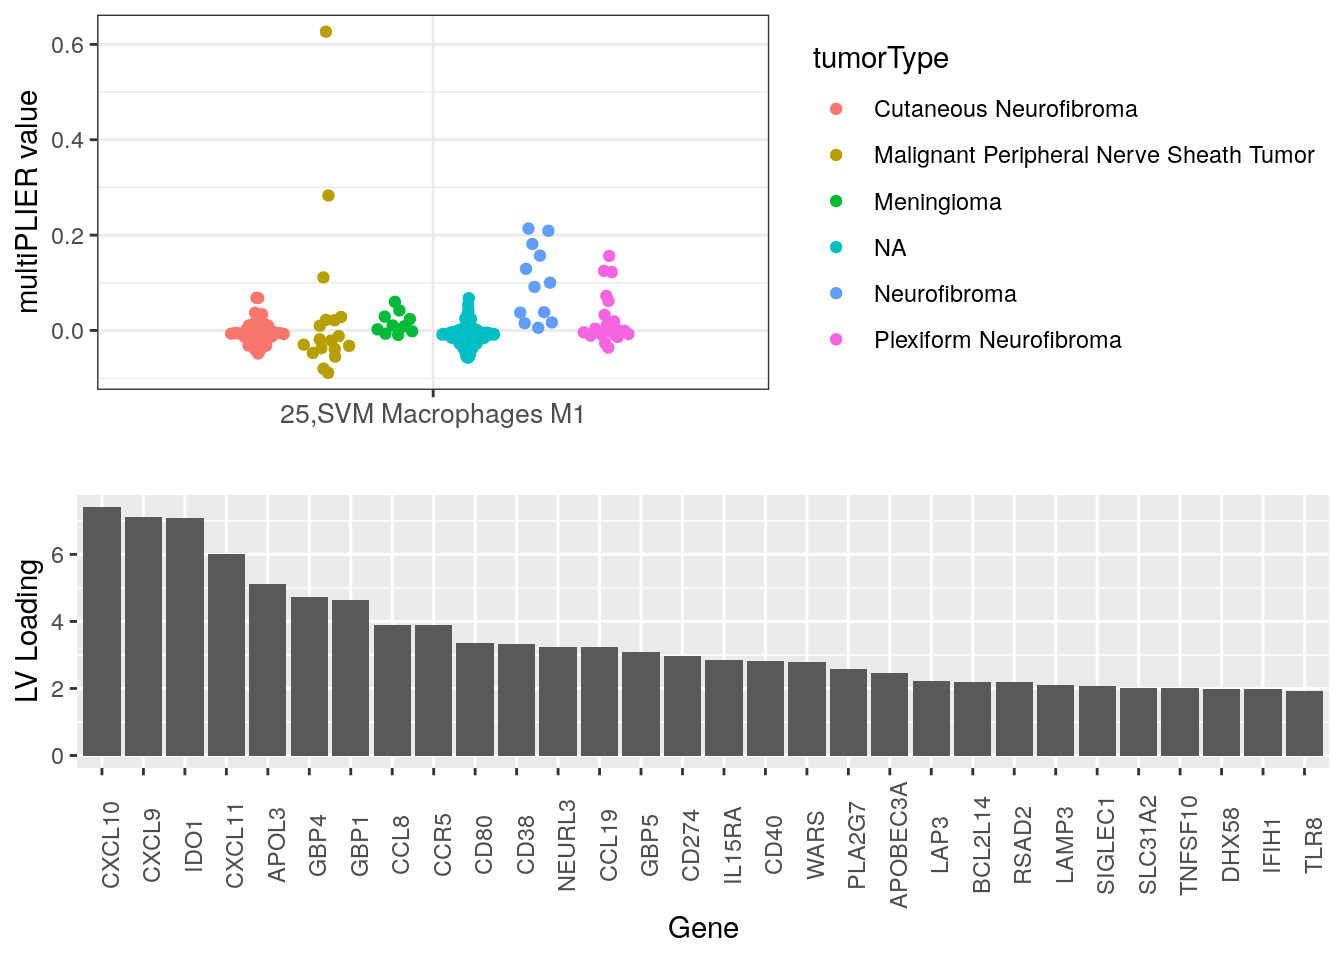 multiPLIER value
0.6
0.4
0.2
0.0
25,SVM Macrophages M1
tumorType
Cutaneous Neurofibroma
Malignant Peripheral Nerve Sheath Tumor
Meningioma
NA
Neurofibroma
Plexiform Neurofibroma
LV Loading
6
4
2
0
CXCL10
CXCL9
IDO1
CXCL11
APOL3
GBP4
GBP1
CCL8
CCR5
CD80
CD38
NEURL3
CCL19
GBP5
CD274
IL15RA
CD40
WARS
PLA2G7
APOBEC3A
LAP3
BCL2L14
RSAD2
LAMP3
SIGLEC1
SLC31A2
TNFSF10
DHX58
IFIH1
TLR8
Gene